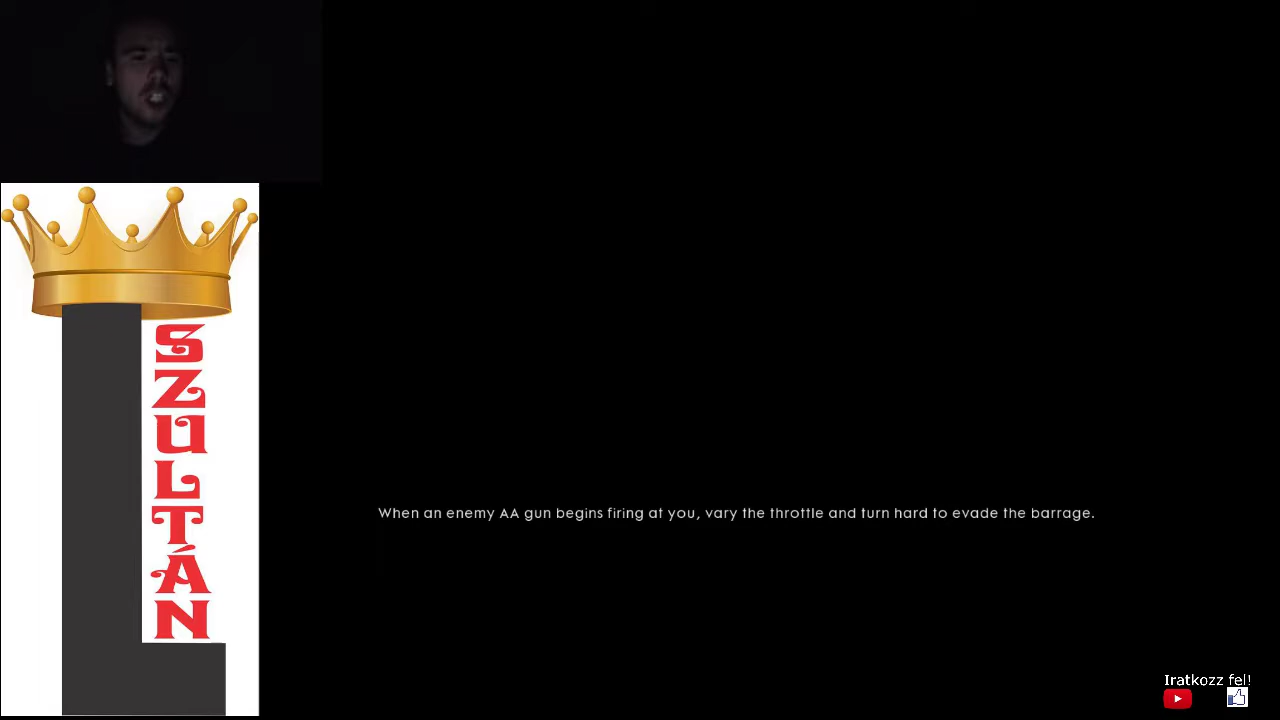 L
SZULTÁN
When an enemy AA gun begins firing at you, vary the throttle and turn hard to evade the barrage.
Iratkozz fel!